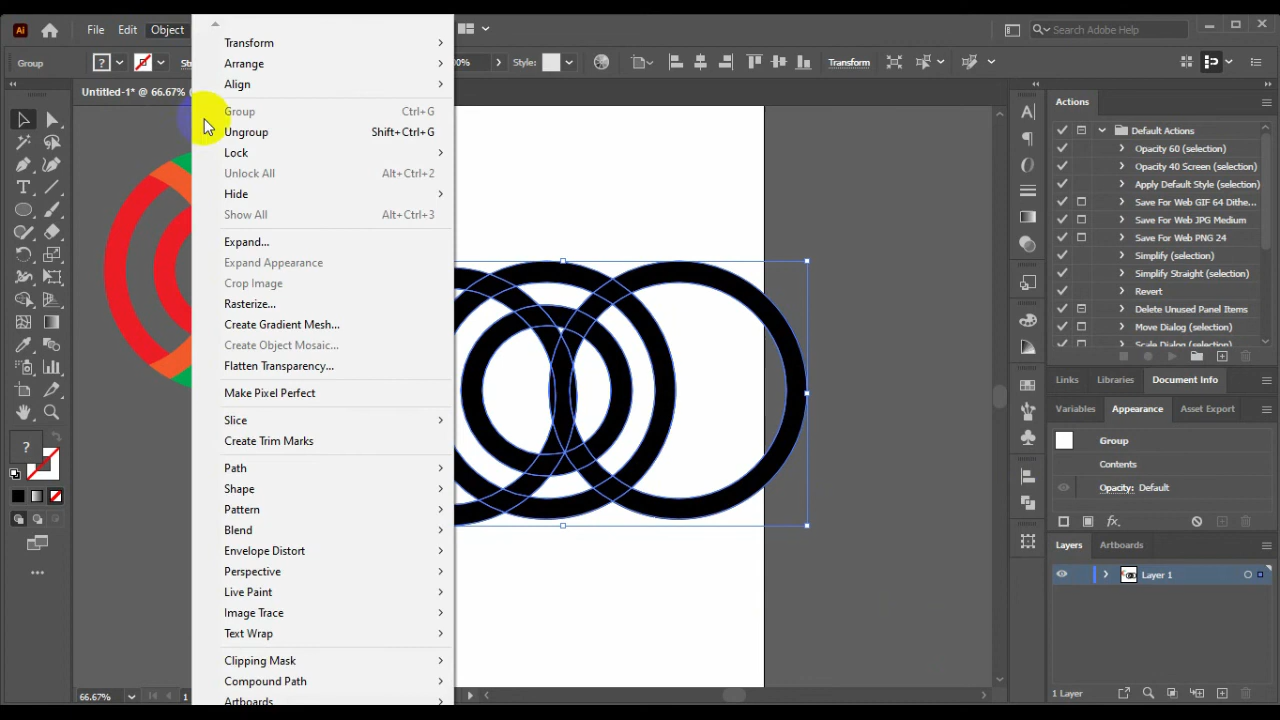 Ai File Edit Object 0% Style: Transform Search Adobe Help
Group
Untitled-1* @ 66.67% (
Transform
Arrange
Align
Group Ctrl+G
Ungroup Shift+Ctrl+G
Lock
Unlock All Alt+Ctrl+2
Hide
Show All Alt+Ctrl+3
Expand...
Expand Appearance
Crop Image
Rasterize...
Create Gradient Mesh...
Create Object Mosaic...
Flatten Transparency...
Make Pixel Perfect
Slice
Create Trim Marks
Path
Shape
Pattern
Blend
Envelope Distort
Perspective
Live Paint
Image Trace
Text Wrap
Clipping Mask
Compound Path
Artboards
66.67% 1
Actions
Default Actions
Opacity 60 (selection)
Opacity 40 Screen (selection)
Apply Default Style (selection)
Save For Web GIF 64 Dithe...
Save For Web JPG Medium
Save For Web PNG 24
Simplify (selection)
Simplify Straight (selection)
Revert
Delete Unused Panel Items
Move Dialog (selection)
Scale Dialog (selection)
Links Libraries Document Info
Variables Appearance Asset Export
Group
Contents
Opacity: Default
fx
Layers Artboards
Layer 1
1 Layer